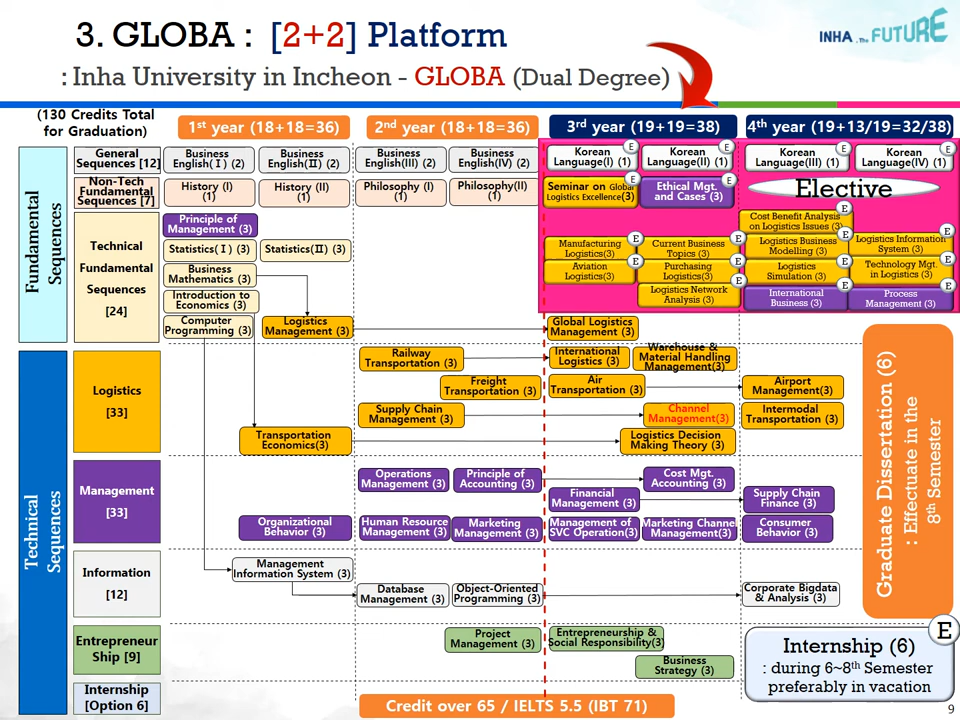 3. GLOBA : [2+2] Platform
INHA , The FUTURE
: Inha University in Incheon - GLOBA (Dual Degree)
(130 Credits Total
for Graduation)
1st year (18+18=36)
2nd year (18+18=36)
3rd year (19+19=38)
4th year (19+13/19=32/38)
Fundamental
Sequences
General
Sequences [12]
Business
English(Ⅰ) (2)
Business
English(II) (2)
Business
English(III) (2)
Business
English(IV) (2)
Korean
Language(I) (1)
E
Korean
Language(II) (1)
E
Korean
Language(III) (1)
E
Korean
Language(IV) (1)
E
Non-Tech
Fundamental
Sequences [7]
History (I)
(1)
History (II)
(1)
Philosophy (I)
(1)
Philosophy(II)
(1)
Seminar on Global
Logistics Excellence(3)
E
Ethical Mgt.
and Cases (3)
E
Elective
Technical
Fundamental
Sequences
[24]
Principle of
Management (3)
Statistics(Ⅰ) (3)
Statistics(II) (3)
Business
Mathematics (3)
Introduction to
Economics (3)
Computer
Programming (3)
Logistics
Management (3)
Manufacturing
Logistics(3)
E
Current Business
Topics (3)
E
Aviation
Logistics(3)
E
Purchasing
Logistics(3)
E
Logistics Network
Analysis (3)
E
Cost Benefit Analysis
on Logistics Issues (3)
E
Logistics Business
Modelling (3)
E
Logistics Information
System (3)
E
Logistics
Simulation (3)
E
Technology Mgt.
in Logistics (3)
E
International
Business (3)
E
Process
Management (3)
E
Global Logistics
Management (3)
Technical
Sequences
Logistics
[33]
Railway
Transportation (3)
International
Logistics (3)
Warehouse &
Material Handling
Management(3)
Freight
Transportation (3)
Air
Transportation (3)
Airport
Management(3)
Supply Chain
Management (3)
Channel
Management(3)
Intermodal
Transportation (3)
Transportation
Economics(3)
Logistics Decision
Making Theory (3)
Management
[33]
Operations
Management (3)
Principle of
Accounting (3)
Cost Mgt.
Accounting (3)
Financial
Management (3)
Supply Chain
Finance (3)
Organizational
Behavior (3)
Human Resource
Management (3)
Marketing
Management (3)
Management of
SVC Operation(3)
Marketing Channel
Management(3)
Consumer
Behavior (3)
Information
[12]
Management
Information System (3)
Database
Management (3)
Object-Oriented
Programming (3)
Corporate Bigdata
& Analysis (3)
Entrepreneur
Ship [9]
Project
Management (3)
Entrepreneurship &
Social Responsibility(3)
Business
Strategy (3)
Internship
[Option 6]
Graduate Dissertation (6)
: Effectuate in the
8th Semester
E
Internship (6)
: during 6~8th Semester
preferably in vacation
Credit over 65 / IELTS 5.5 (IBT 71)
9